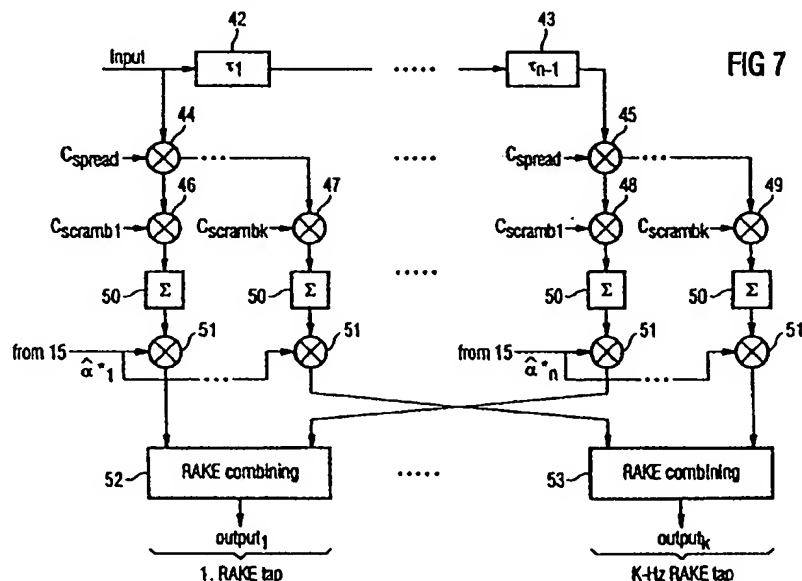 42 43
Input τ1 ..... τn-1 FIG 7
44 45
Cspread ... ..... Cspread ...
46 47 48 49
Cscramb1 Cscrambk Cscramb1 Cscrambk
50 Σ 50 Σ ..... 50 Σ 50 Σ
51 51 51 51
from 15 α̂*1 ... from 15 α̂*n ...
52 RAKE combining ..... 53 RAKE combining
output1 outputk
1. RAKE tap K-Hz RAKE tap